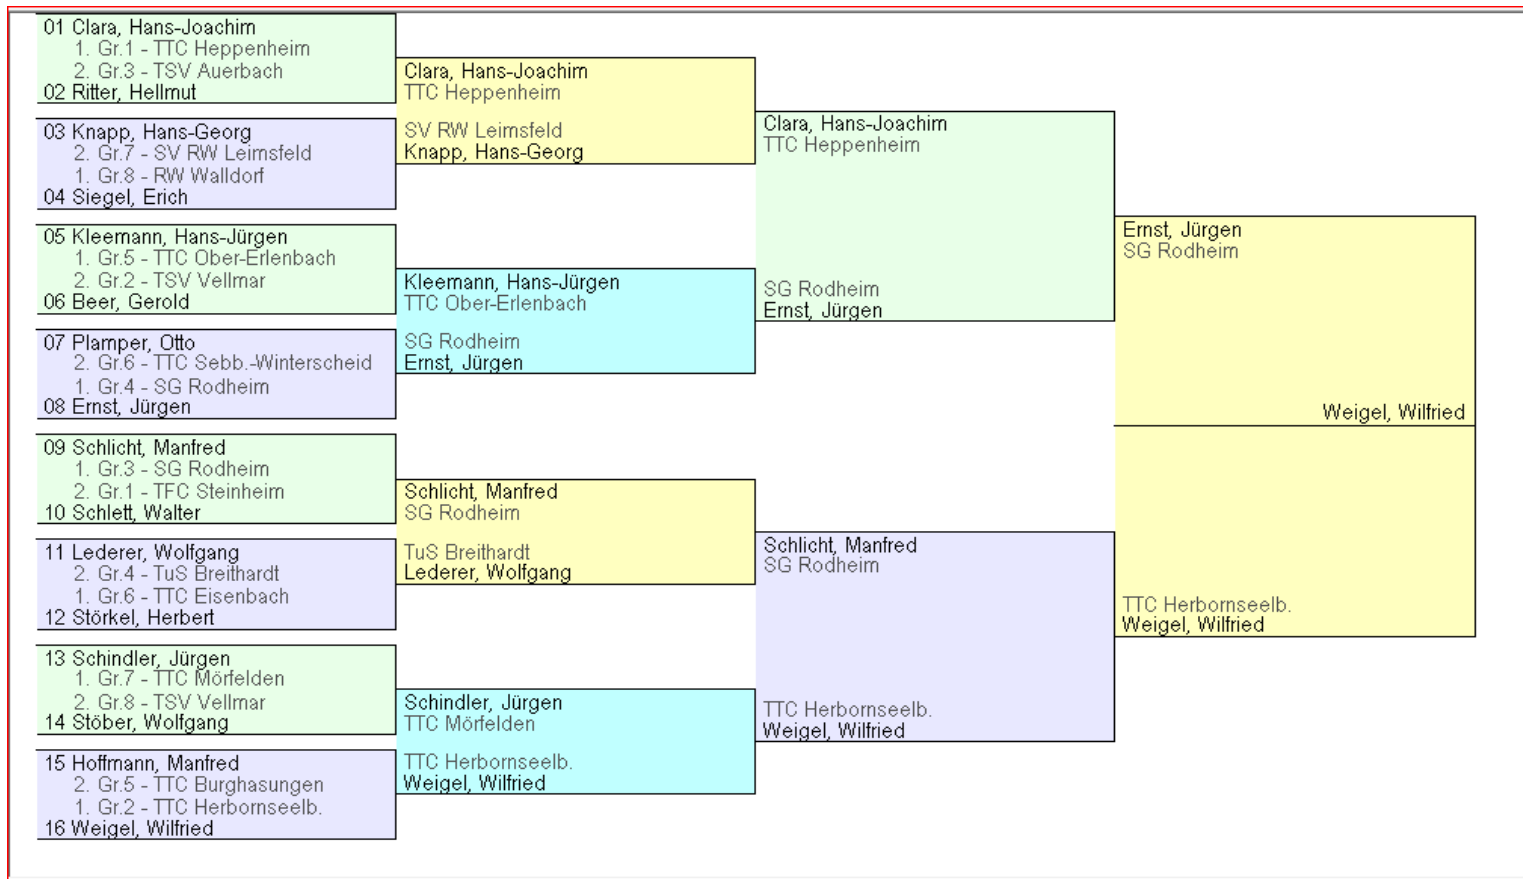 01 Clara, Hans-Joachim
1. Gr.1 - TTC Heppenheim
2. Gr.3 - TSV Auerbach
02 Ritter, Hellmut
03 Knapp, Hans-Georg
2. Gr.7 - SV RW Leimsfeld
1. Gr.8 - RW Walldorf
04 Siegel, Erich
05 Kleemann, Hans-Jürgen
1. Gr.5 - TTC Ober-Erlenbach
2. Gr.2 - TSV Vellmar
06 Beer, Gerold
07 Plamper, Otto
2. Gr.6 - TTC Sebb.-Winterscheid
1. Gr.4 - SG Rodheim
08 Ernst, Jürgen
09 Schlicht, Manfred
1. Gr.3 - SG Rodheim
2. Gr.1 - TFC Steinheim
10 Schlett, Walter
11 Lederer, Wolfgang
2. Gr.4 - TuS Breithardt
1. Gr.6 - TTC Eisenbach
12 Störkel, Herbert
13 Schindler, Jürgen
1. Gr.7 - TTC Mörfelden
2. Gr.8 - TSV Vellmar
14 Stöber, Wolfgang
15 Hoffmann, Manfred
2. Gr.5 - TTC Burghasungen
1. Gr.2 - TTC Herbornseelb.
16 Weigel, Wilfried
Clara, Hans-Joachim
TTC Heppenheim
SV RW Leimsfeld
Knapp, Hans-Georg
Kleemann, Hans-Jürgen
TTC Ober-Erlenbach
SG Rodheim
Ernst, Jürgen
Schlicht, Manfred
SG Rodheim
TuS Breithardt
Lederer, Wolfgang
Schindler, Jürgen
TTC Mörfelden
TTC Herbornseelb.
Weigel, Wilfried
Clara, Hans-Joachim
TTC Heppenheim
SG Rodheim
Ernst, Jürgen
Schlicht, Manfred
SG Rodheim
TTC Herbornseelb.
Weigel, Wilfried
Ernst, Jürgen
SG Rodheim
Weigel, Wilfried
TTC Herbornseelb.
Weigel, Wilfried